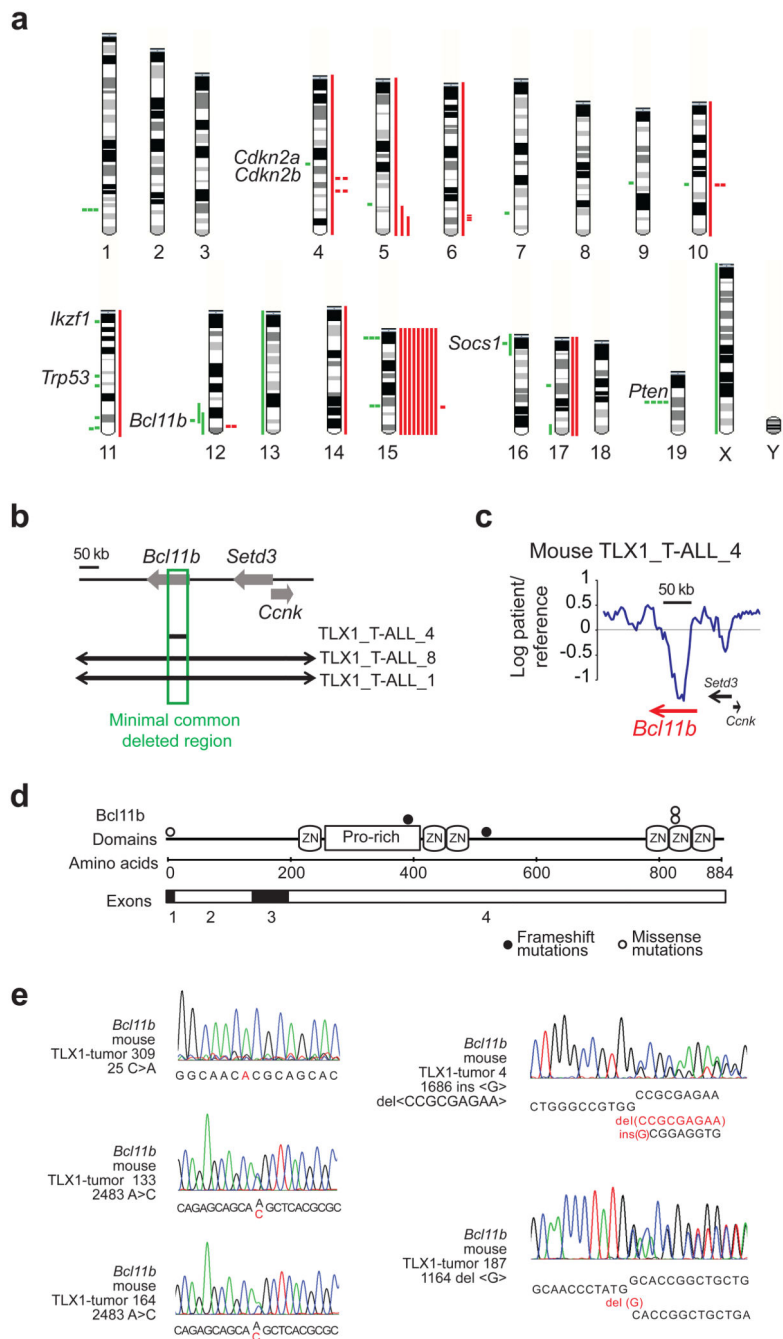 a
Cdkn2a
Cdkn2b
1 2 3 4 5 6 7 8 9 10
Ikzf1
Trp53
Bcl11b
Socs1
Pten
11 12 13 14 15 16 17 18 19 X Y
b
50 kb
Bcl11b
Setd3
Ccnk
TLX1_T-ALL_4
TLX1_T-ALL_8
TLX1_T-ALL_1
Minimal common
deleted region
c
Mouse TLX1_T-ALL_4
Log patient/
reference
1
0.5
0
-0.5
-1
50 kb
Setd3
Ccnk
Bcl11b
d
Bcl11b
Domains
ZN Pro-rich ZN ZN ZN ZN ZN
Amino acids
0 200 400 600 800 884
Exons
1 2 3 4
Frameshift
mutations
Missense
mutations
e
Bcl11b
mouse
TLX1-tumor 309
25 C>A
GGCAACACGCAGCAC
Bcl11b
mouse
TLX1-tumor 133
2483 A>C
CAGAGCAGCA A GCTCACGCGC
C
Bcl11b
mouse
TLX1-tumor 164
2483 A>C
CAGAGCAGCA A GCTCACGCGC
C
Bcl11b
mouse
TLX1-tumor 4
1686 ins <G>
del<CCGCGAGAA>
CCGCGAGAA
CTGGGCCGTGG
del(CCGCGAGAA)
ins(G)CGGAGGTG
Bcl11b
mouse
TLX1-tumor 187
1164 del <G>
GCACCGGCTGCTG
GCAACCCTATG
del (G)
CACCGGCTGCTGA